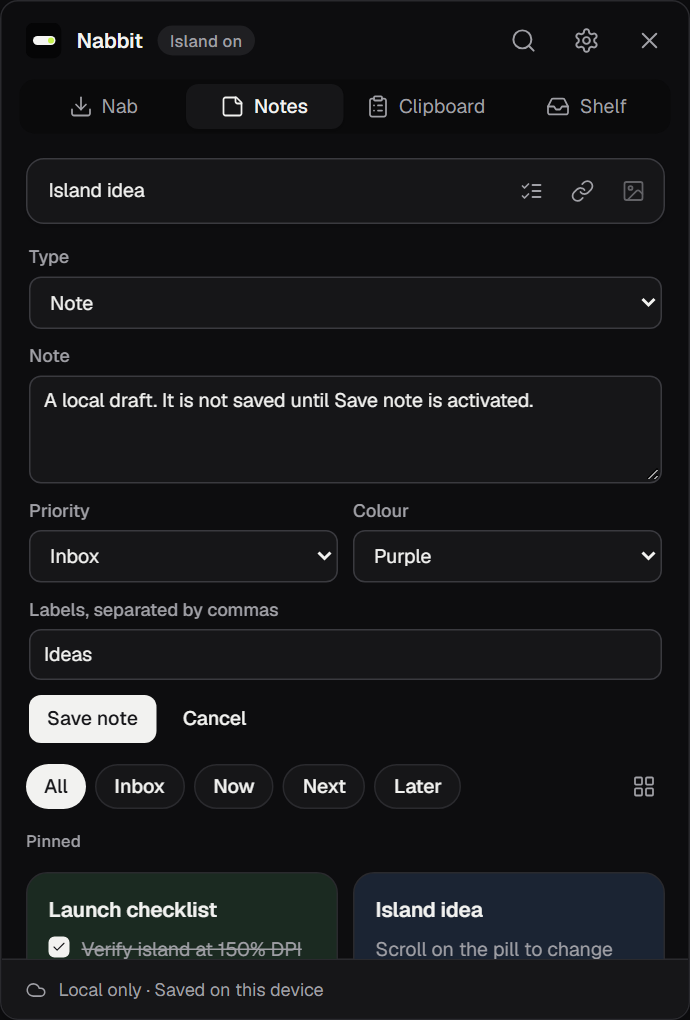 Nabbit
Island on
Nab
Notes
Clipboard
Shelf
Island idea
Type
Note
Note
A local draft. It is not saved until Save note is activated.
Priority
Colour
Inbox
Purple
Labels, separated by commas
Ideas
Save note
Cancel
All
Inbox
Now
Next
Later
Pinned
Launch checklist
Verify island at 150% DPI
Island idea
Scroll on the pill to change
Local only · Saved on this device